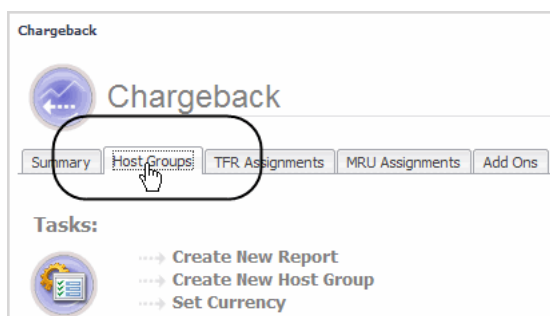 Chargeback
Chargeback
Summary Host Groups TFR Assignments MRU Assignments Add Ons
Tasks:
Create New Report
Create New Host Group
Set Currency